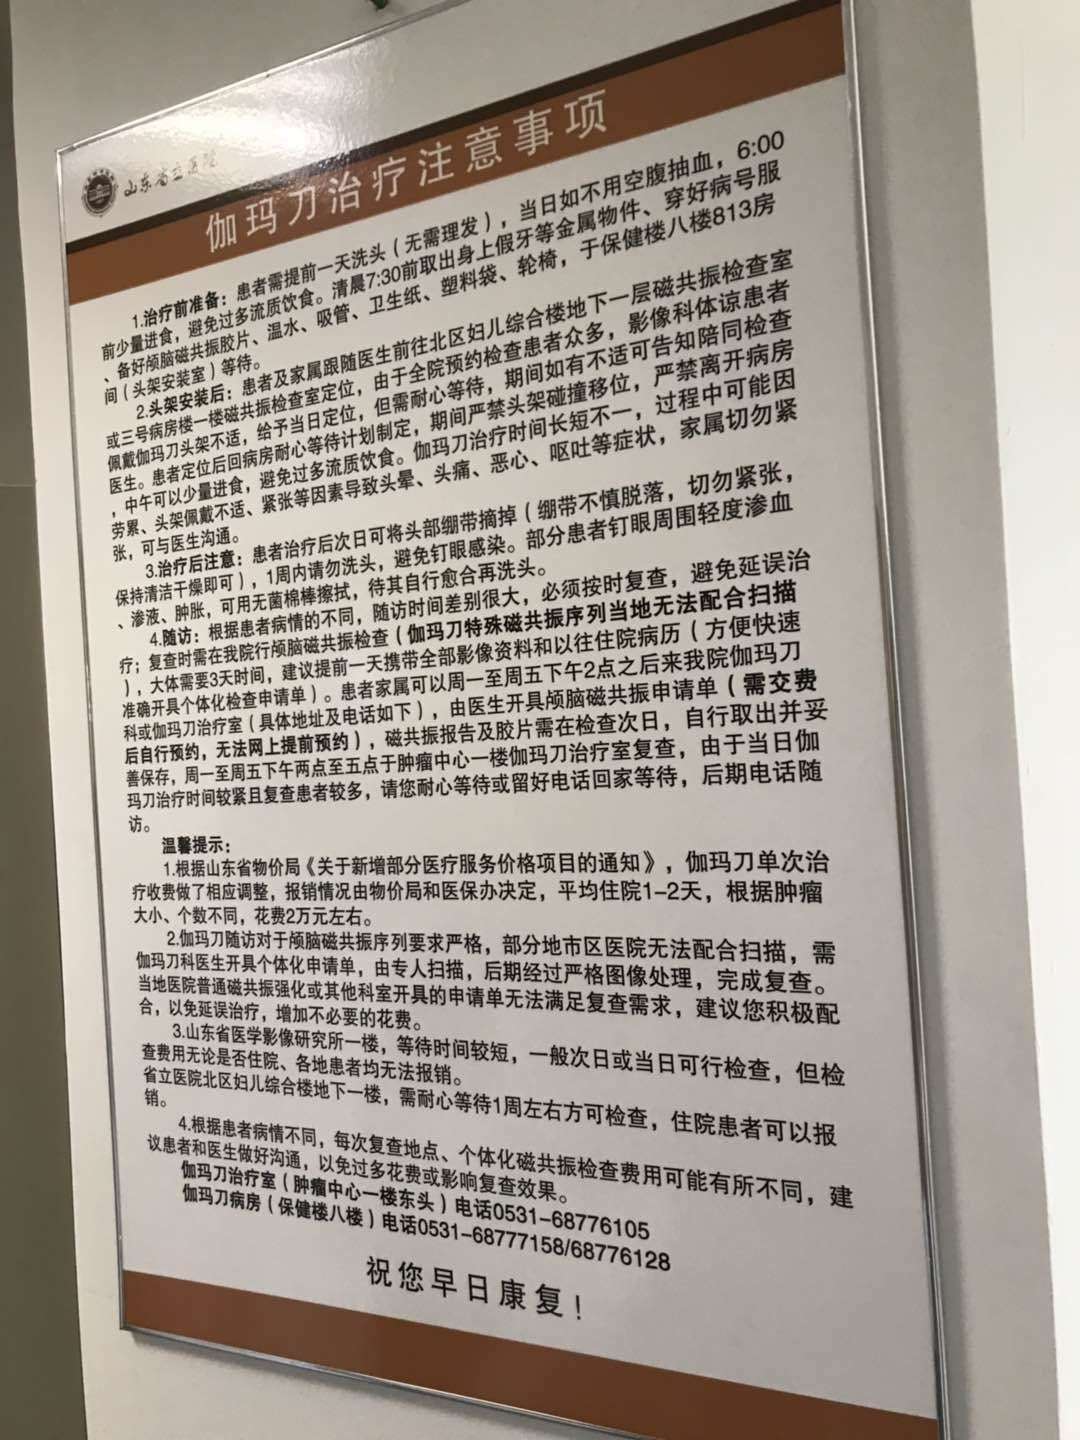 山东省立医院
伽玛刀治疗注意事项
1.治疗前准备：患者需提前一天洗头（无需理发），当日如不用空腹抽血，6:00
前少量进食，避免过多流质饮食。清晨7:30前取出身上假牙等金属物件、穿好病号服
、备好颅脑磁共振胶片、温水、吸管、卫生纸、塑料袋、轮椅，于保健楼八楼813房
间（头架安装室）等待。
2.头架安装后：患者及家属跟随医生前往北区妇儿综合楼地下一层磁共振检查室
或三号病房楼一楼磁共振检查室定位，由于全院预约检查患者众多，影像科体谅患者
佩戴伽玛刀头架不适，给予当日定位，但需耐心等待，期间如有不适可告知陪同检查
医生。患者定位后回病房耐心等待计划制定，期间严禁头架碰撞移位，严禁离开病房
，中午可以少量进食，避免过多流质饮食。伽玛刀治疗时间长短不一，过程中可能因
劳累、头架佩戴不适、紧张等因素导致头晕、头痛、恶心、呕吐等症状，家属切勿紧
张，可与医生沟通。
3.治疗后注意：患者治疗后次日可将头部绷带摘掉（绷带不慎脱落，切勿紧张，
保持清洁干燥即可），1周内请勿洗头，避免钉眼感染。部分患者钉眼周围轻度渗血
、渗液、肿胀，可用无菌棉棒擦拭，待其自行愈合再洗头。
4.随访：根据患者病情的不同，随访时间差别很大，必须按时复查，避免延误治
疗；复查时需在我院行颅脑磁共振检查（伽玛刀特殊磁共振序列当地无法配合扫描
），大体需要3天时间，建议提前一天携带全部影像资料和以往住院病历（方便快速
准确开具个体化检查申请单）。患者家属可以周一至周五下午2点之后来我院伽玛刀
科或伽玛刀治疗室（具体地址及电话如下），由医生开具颅脑磁共振申请单（需交费
后自行预约，无法网上提前预约），磁共振报告及胶片需在检查次日，自行取出并妥
善保存，周一至周五下午两点至五点于肿瘤中心一楼伽玛刀治疗室复查，由于当日伽
玛刀治疗时间较紧且复查患者较多，请您耐心等待或留好电话回家等待，后期电话随
访。
温馨提示：
1.根据山东省物价局《关于新增部分医疗服务价格项目的通知》，伽玛刀单次治
疗收费做了相应调整，报销情况由物价局和医保办决定，平均住院1-2天，根据肿瘤
大小、个数不同，花费2万元左右。
2.伽玛刀随访对于颅脑磁共振序列要求严格，部分地市区医院无法配合扫描，需
伽玛刀科医生开具个体化申请单，由专人扫描，后期经过严格图像处理，完成复查。
当地医院普通磁共振强化或其他科室开具的申请单无法满足复查需求，建议您积极配
合，以免延误治疗，增加不必要的花费。
3.山东省医学影像研究所一楼，等待时间较短，一般次日或当日可行检查，但检
查费用无论是否住院、各地患者均无法报销。
省立医院北区妇儿综合楼地下一楼，需耐心等待1周左右方可检查，住院患者可以报
销。
4.根据患者病情不同，每次复查地点、个体化磁共振检查费用可能有所不同，建
议患者和医生做好沟通，以免过多花费或影响复查效果。
伽玛刀治疗室（肿瘤中心一楼东头）电话0531-68776105
伽玛刀病房（保健楼八楼）电话0531-68777158/68776128
祝您早日康复！